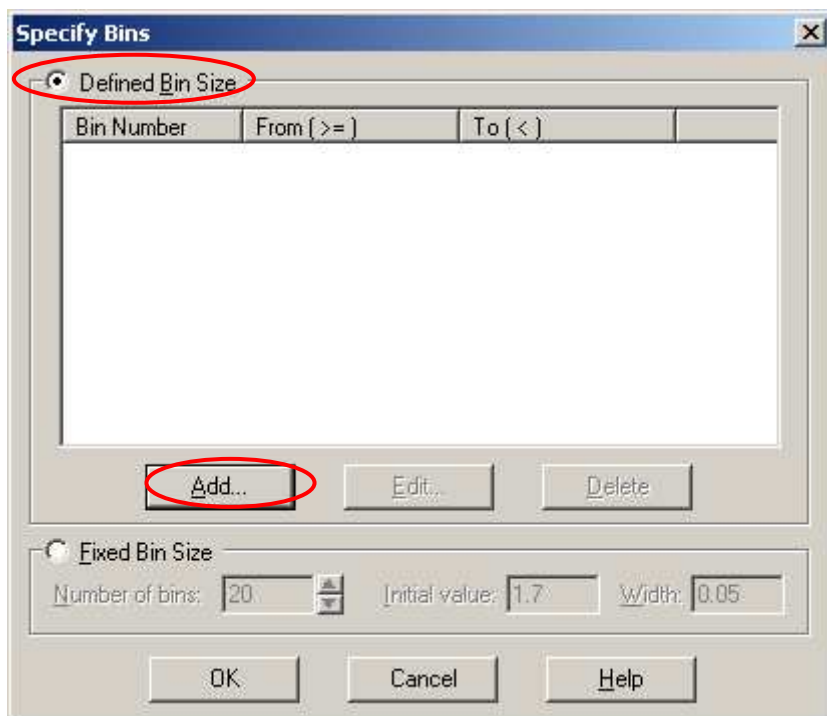 Specify Bins
Defined Bin Size
Bin Number From ( >= ) To ( < )
Add... Edit... Delete
Fixed Bin Size
Number of bins: 20 Initial value: 1.7 Width: 0.05
OK Cancel Help